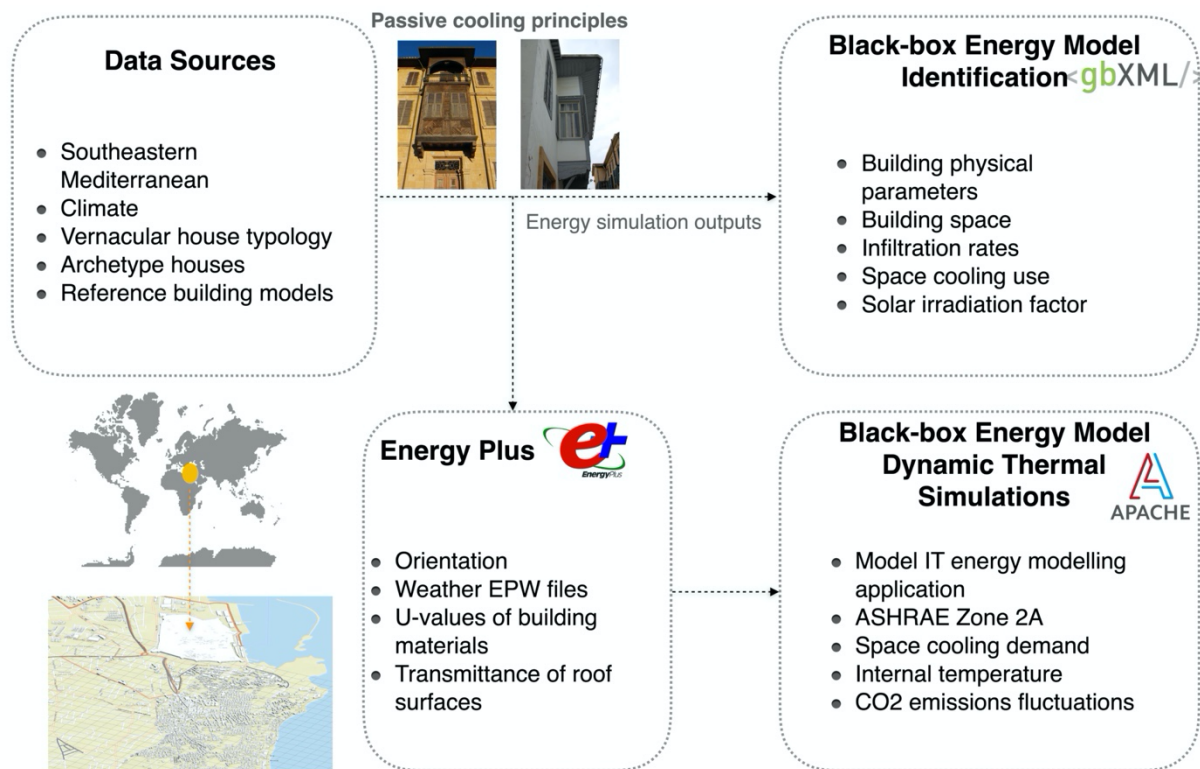 Passive cooling principles
Data Sources
Southeastern
Mediterranean
Climate
Vernacular house typology
Archetype houses
Reference building models
Energy simulation outputs
Black-box Energy Model
Identification <gbXML/>
Building physical
parameters
Building space
Infiltration rates
Space cooling use
Solar irradiation factor
Energy Plus
e+
EnergyPlus
Orientation
Weather EPW files
U-values of building
materials
Transmittance of roof
surfaces
Black-box Energy Model
Dynamic Thermal
Simulations
APACHE
Model IT energy modelling
application
ASHRAE Zone 2A
Space cooling demand
Internal temperature
CO2 emissions fluctuations